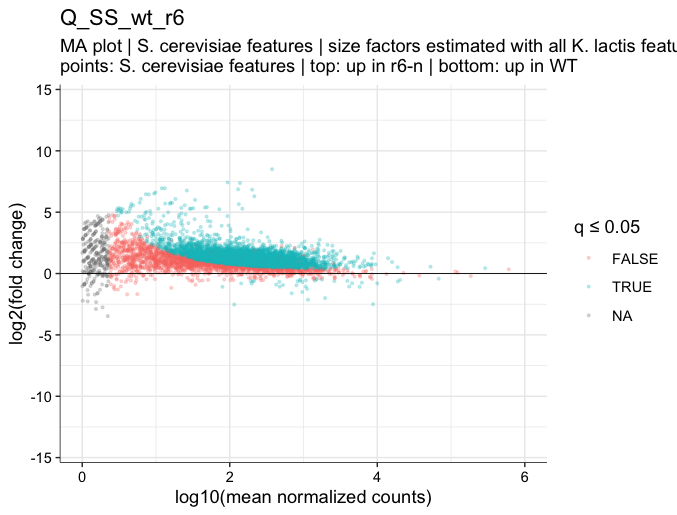 Q_SS_wt_r6
MA plot | S. cerevisiae features | size factors estimated with all K. lactis
points: S. cerevisiae features | top: up in r6-n | bottom: up in WT
15
10
5
0
-5
-10
-15
log2(fold change)
0
2
4
6
log10(mean normalized counts)
q ≤ 0.05
FALSE
TRUE
NA